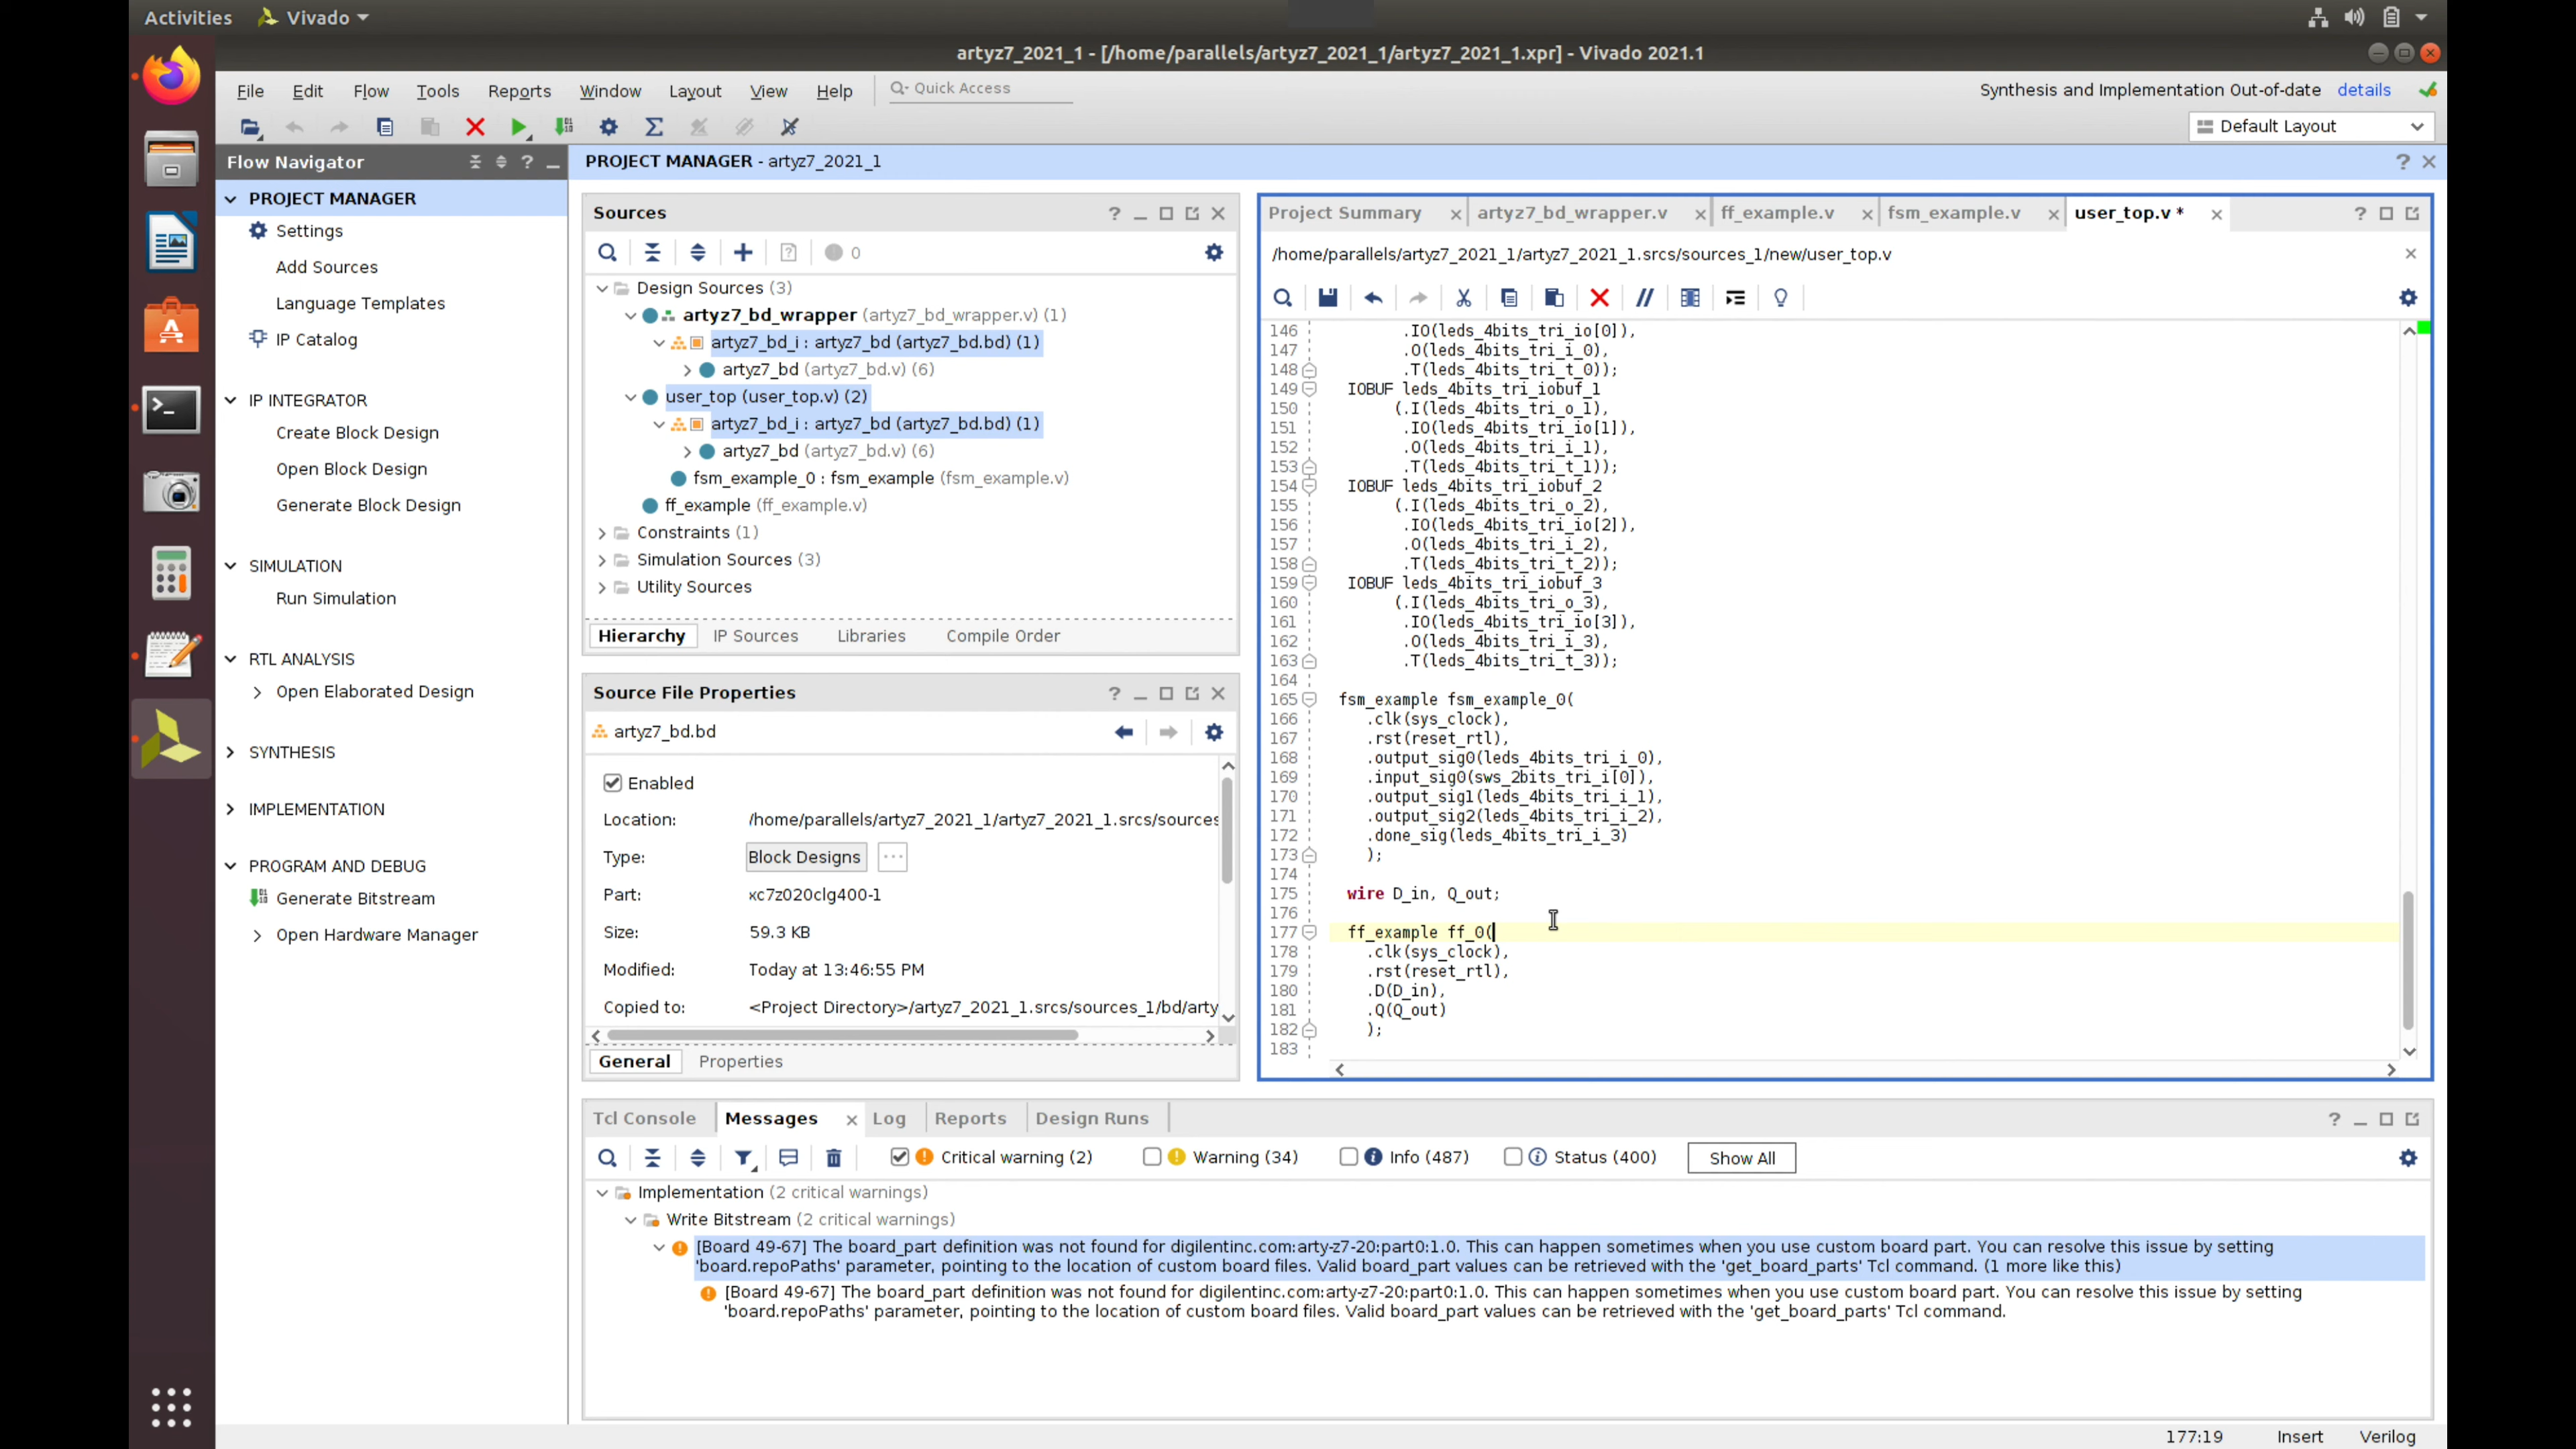 Activities Vivado
artyz7_2021_1 - [/home/parallels/artyz7_2021_1/artyz7_2021_1.xpr] - Vivado 2021.1
File Edit Flow Tools Reports Window Layout View Help Quick Access
Synthesis and Implementation Out-of-date details
Default Layout
Flow Navigator
PROJECT MANAGER
Settings
Add Sources
Language Templates
IP Catalog
IP INTEGRATOR
Create Block Design
Open Block Design
Generate Block Design
SIMULATION
Run Simulation
RTL ANALYSIS
Open Elaborated Design
SYNTHESIS
IMPLEMENTATION
PROGRAM AND DEBUG
Generate Bitstream
Open Hardware Manager
PROJECT MANAGER - artyz7_2021_1
Sources
0
Design Sources (3)
artyz7_bd_wrapper (artyz7_bd_wrapper.v) (1)
artyz7_bd_i : artyz7_bd (artyz7_bd.bd) (1)
artyz7_bd (artyz7_bd.v) (6)
user_top (user_top.v) (2)
artyz7_bd_i : artyz7_bd (artyz7_bd.bd) (1)
artyz7_bd (artyz7_bd.v) (6)
fsm_example_0 : fsm_example (fsm_example.v)
ff_example (ff_example.v)
Constraints (1)
Simulation Sources (3)
Utility Sources
Hierarchy IP Sources Libraries Compile Order
Source File Properties
artyz7_bd.bd
Enabled
Location: /home/parallels/artyz7_2021_1/artyz7_2021_1.srcs/sources
Type: Block Designs ...
Part: xc7z020clg400-1
Size: 59.3 KB
Modified: Today at 13:46:55 PM
Copied to: <Project Directory>/artyz7_2021_1.srcs/sources_1/bd/arty
General Properties
Project Summary artyz7_bd_wrapper.v ff_example.v fsm_example.v user_top.v *
/home/parallels/artyz7_2021_1/artyz7_2021_1.srcs/sources_1/new/user_top.v
146 .IO(leds_4bits_tri_io[0]),
147 .O(leds_4bits_tri_i_0),
148 .T(leds_4bits_tri_t_0));
149 IOBUF leds_4bits_tri_iobuf_1
150 (.I(leds_4bits_tri_o_1),
151 .IO(leds_4bits_tri_io[1]),
152 .O(leds_4bits_tri_i_1),
153 .T(leds_4bits_tri_t_1));
154 IOBUF leds_4bits_tri_iobuf_2
155 (.I(leds_4bits_tri_o_2),
156 .IO(leds_4bits_tri_io[2]),
157 .O(leds_4bits_tri_i_2),
158 .T(leds_4bits_tri_t_2));
159 IOBUF leds_4bits_tri_iobuf_3
160 (.I(leds_4bits_tri_o_3),
161 .IO(leds_4bits_tri_io[3]),
162 .O(leds_4bits_tri_i_3),
163 .T(leds_4bits_tri_t_3));
164
165 fsm_example fsm_example_0(
166 .clk(sys_clock),
167 .rst(reset_rtl),
168 .output_sig0(leds_4bits_tri_i_0),
169 .input_sig0(sws_2bits_tri_i[0]),
170 .output_sig1(leds_4bits_tri_i_1),
171 .output_sig2(leds_4bits_tri_i_2),
172 .done_sig(leds_4bits_tri_i_3)
173 );
174
175 wire D_in, Q_out;
176
177 ff_example ff_0(
178 .clk(sys_clock),
179 .rst(reset_rtl),
180 .D(D_in),
181 .Q(Q_out)
182 );
183
Tcl Console Messages Log Reports Design Runs
Critical warning (2) Warning (34) Info (487) Status (400) Show All
Implementation (2 critical warnings)
Write Bitstream (2 critical warnings)
[Board 49-67] The board_part definition was not found for digilentinc.com:arty-z7-20:part0:1.0. This can happen sometimes when you use custom board part. You can resolve this issue by setting
'board.repoPaths' parameter, pointing to the location of custom board files. Valid board_part values can be retrieved with the 'get_board_parts' Tcl command. (1 more like this)
[Board 49-67] The board_part definition was not found for digilentinc.com:arty-z7-20:part0:1.0. This can happen sometimes when you use custom board part. You can resolve this issue by setting
'board.repoPaths' parameter, pointing to the location of custom board files. Valid board_part values can be retrieved with the 'get_board_parts' Tcl command.
177:19 Insert Verilog